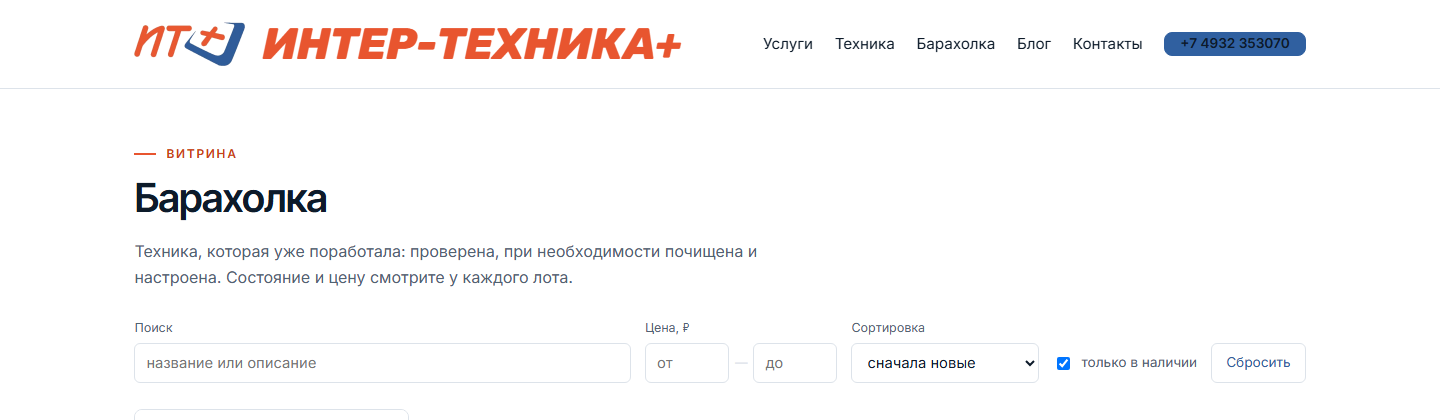 ИТ+ ИНТЕР-ТЕХНИКА+
Услуги Техника Барахолка Блог Контакты +7 4932 353070
ВИТРИНА
Барахолка
Техника, которая уже поработала: проверена, при необходимости почищена и
настроена. Состояние и цену смотрите у каждого лота.
Поиск Цена, ₽ Сортировка
название или описание от — до сначала новые только в наличии Сбросить